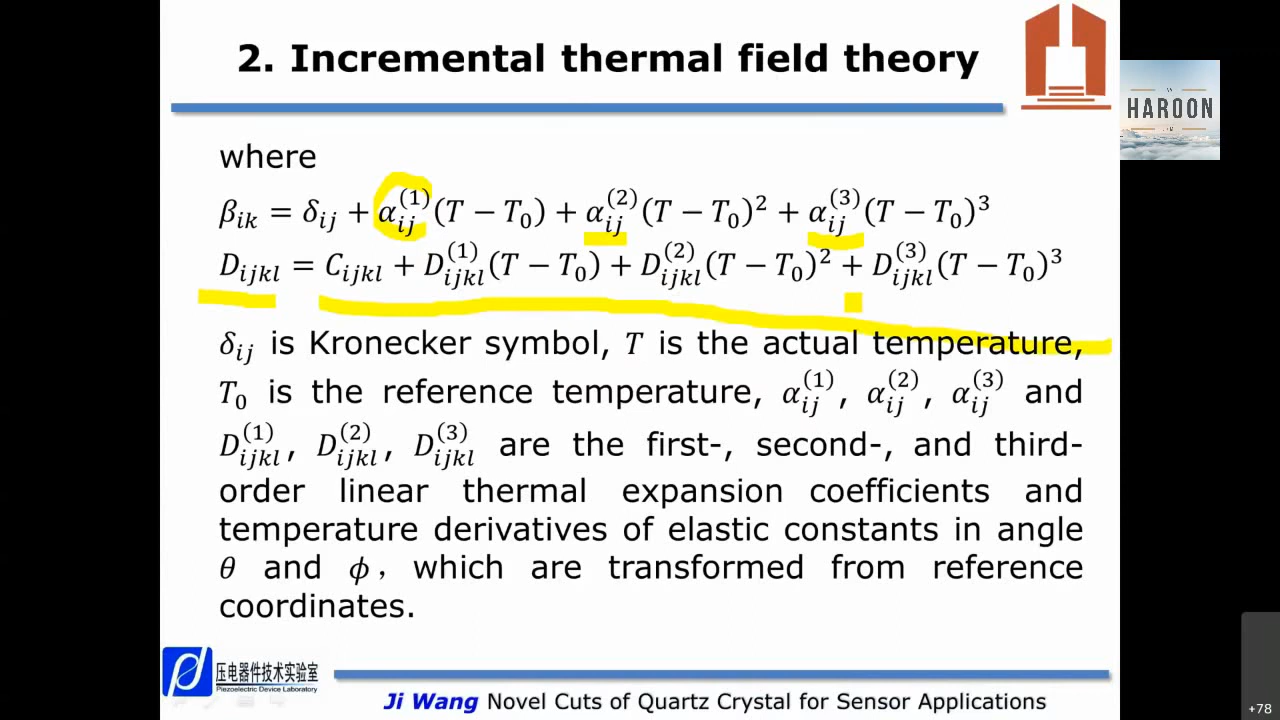 2. Incremental thermal field theory
HAROON
where
βᵢₖ = δᵢⱼ + αᵢⱼ⁽¹⁾(T − T₀) + αᵢⱼ⁽²⁾(T − T₀)² + αᵢⱼ⁽³⁾(T − T₀)³
Dᵢⱼₖₗ = Cᵢⱼₖₗ + Dᵢⱼₖₗ⁽¹⁾(T − T₀) + Dᵢⱼₖₗ⁽²⁾(T − T₀)² + Dᵢⱼₖₗ⁽³⁾(T − T₀)³
δᵢⱼ is Kronecker symbol, T is the actual temperature,
T₀ is the reference temperature, αᵢⱼ⁽¹⁾, αᵢⱼ⁽²⁾, αᵢⱼ⁽³⁾ and
Dᵢⱼₖₗ⁽¹⁾, Dᵢⱼₖₗ⁽²⁾, Dᵢⱼₖₗ⁽³⁾ are the first-, second-, and third-
order linear thermal expansion coefficients and
temperature derivatives of elastic constants in angle
θ and ϕ，which are transformed from reference
coordinates.
压电器件技术实验室
Piezoelectric Device Laboratory
Ji Wang Novel Cuts of Quartz Crystal for Sensor Applications
+78